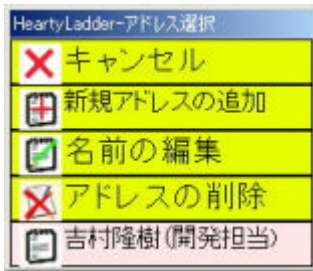 HeartyLadder-アドレス選択
キャンセル
新規アドレスの追加
名前の編集
アドレスの削除
吉村隆樹(開発担当)